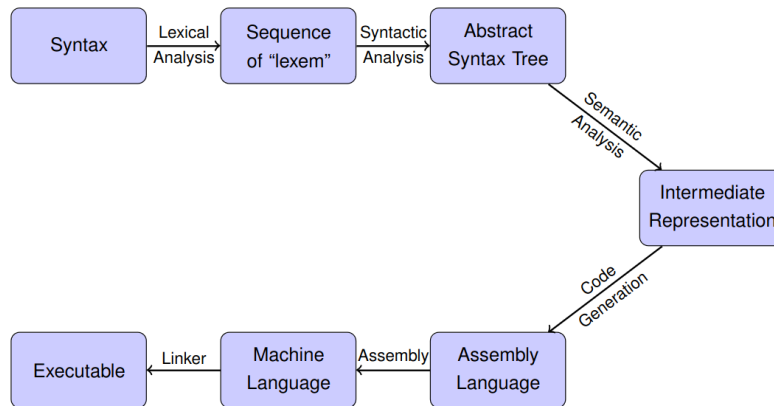 Syntax
Lexical
Analysis
Sequence
of “lexem”
Syntactic
Analysis
Abstract
Syntax Tree
Semantic
Analysis
Intermediate
Representation
Code
Generation
Assembly
Language
Assembly
Machine
Language
Linker
Executable